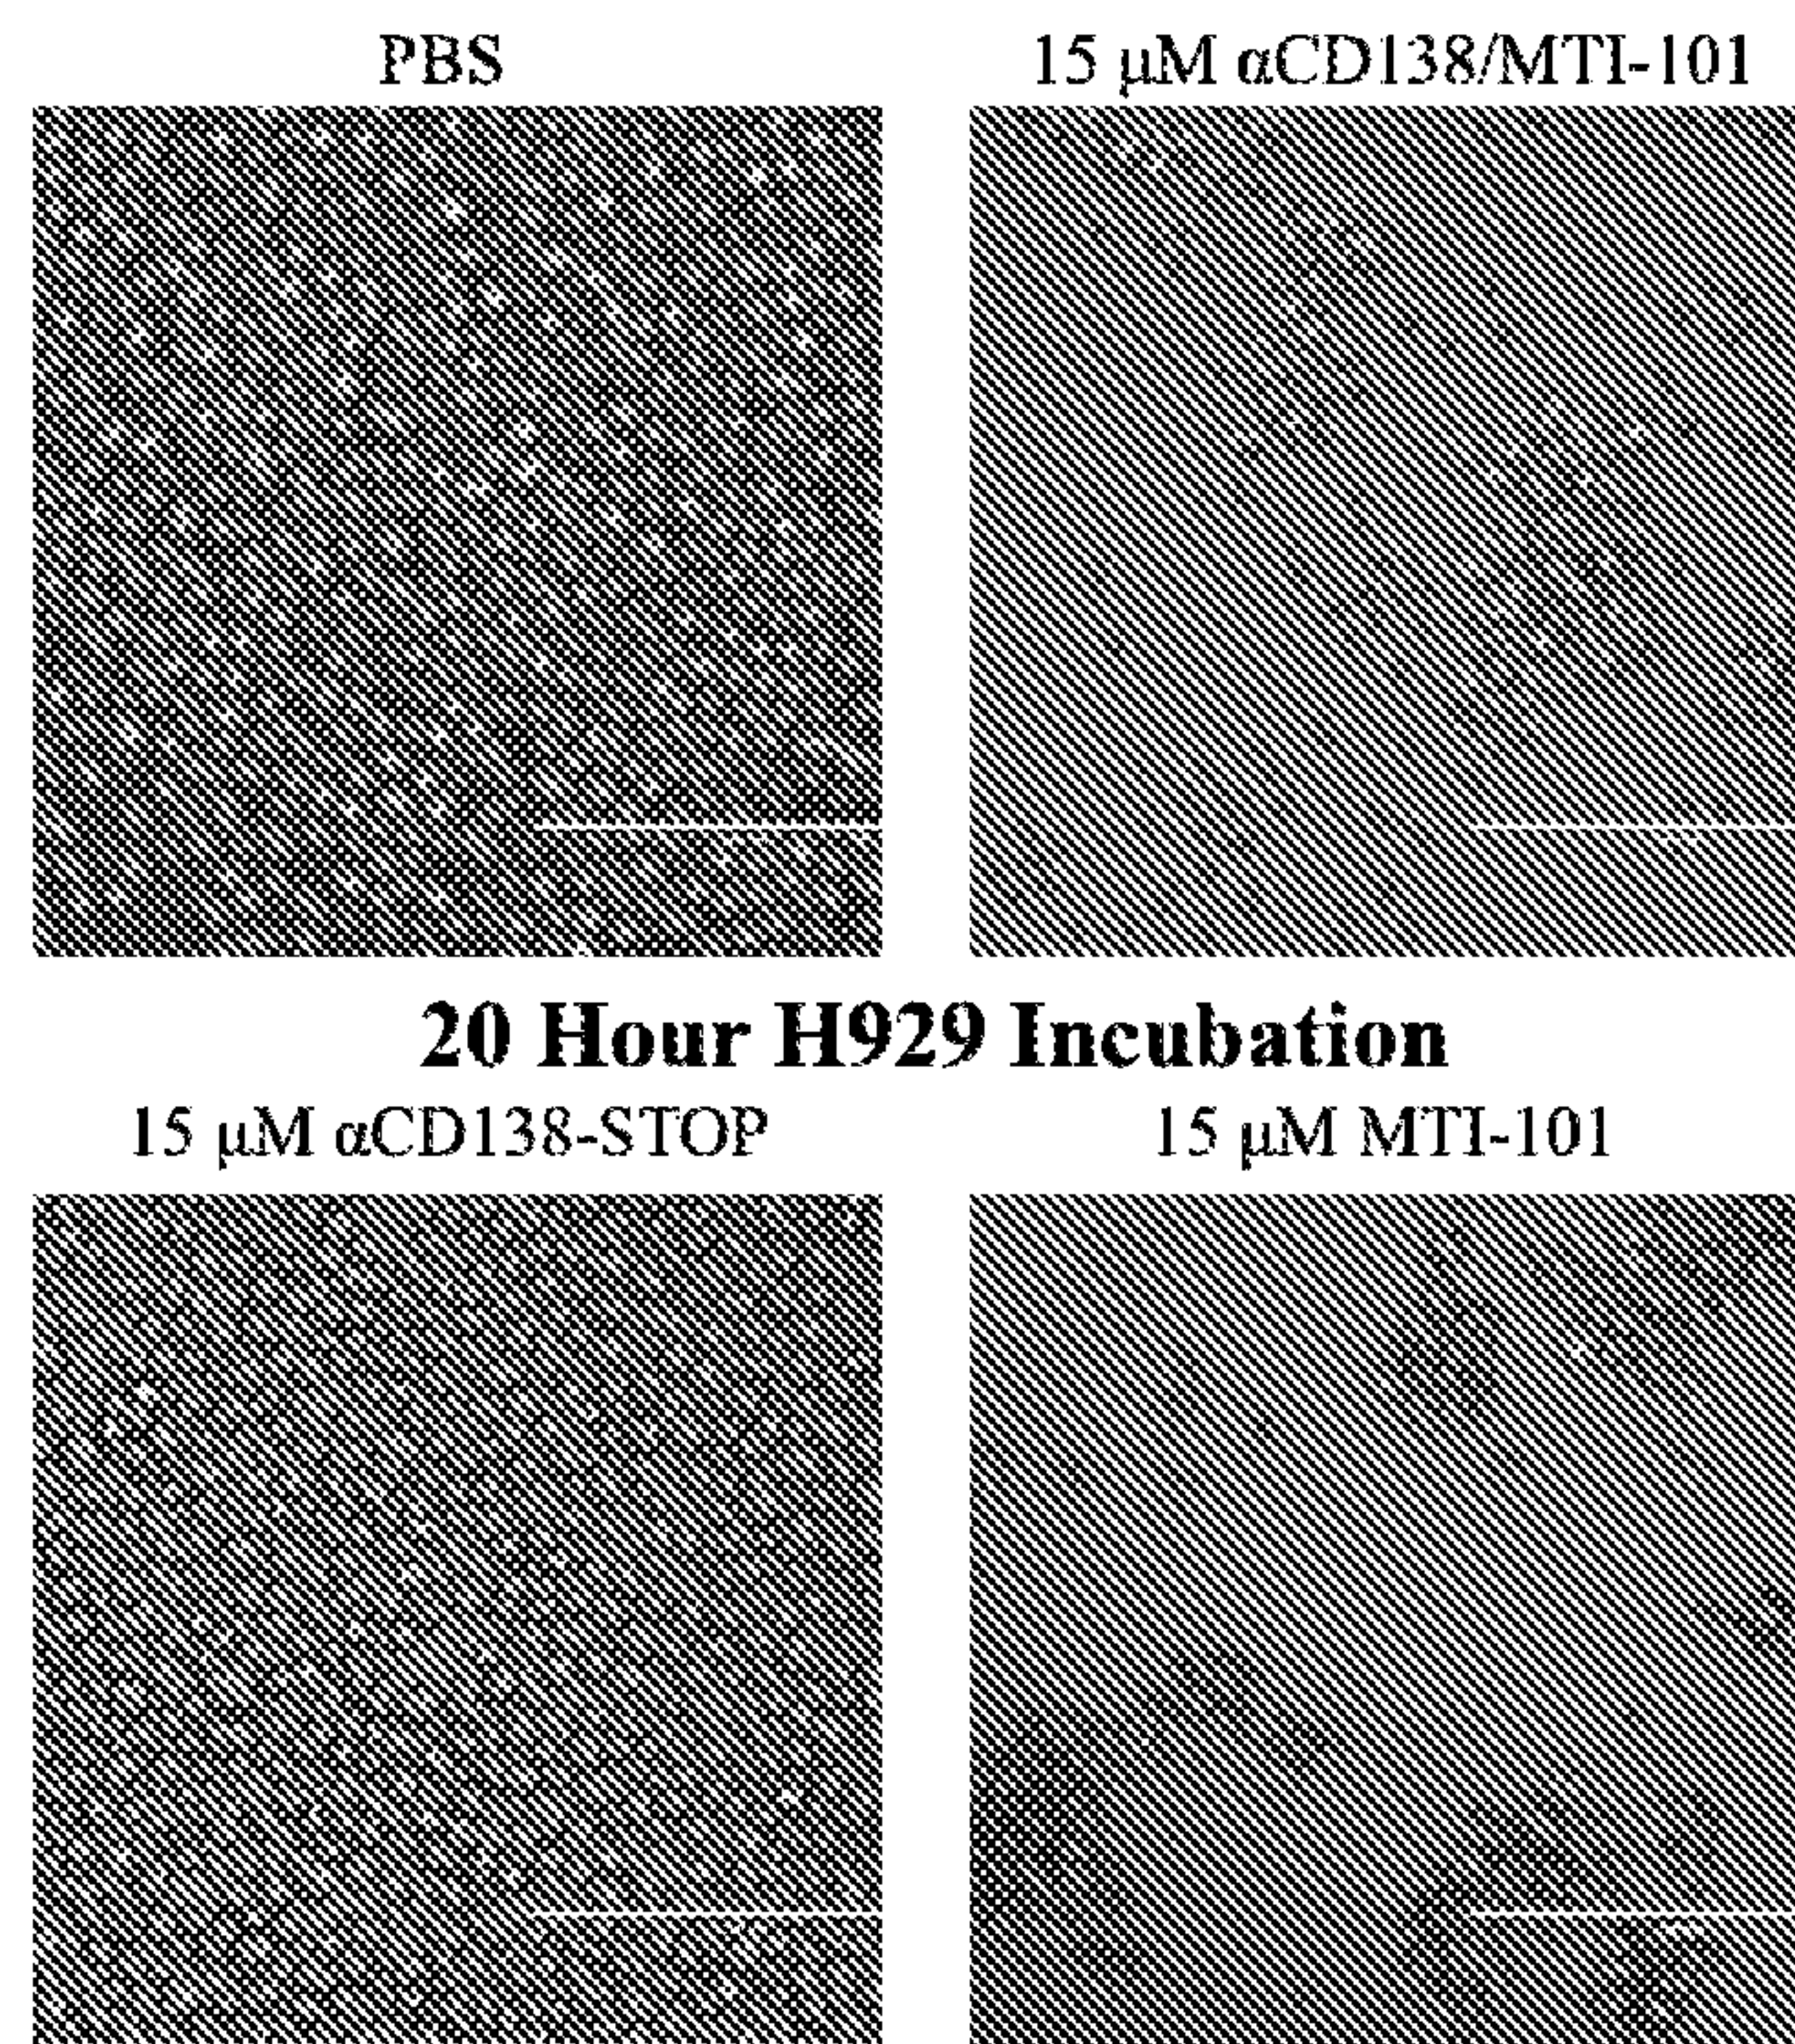 PBS
15 μM αCD138/MTI-101
20 Hour H929 Incubation
15 μM αCD138-STOP
15 μM MTI-101